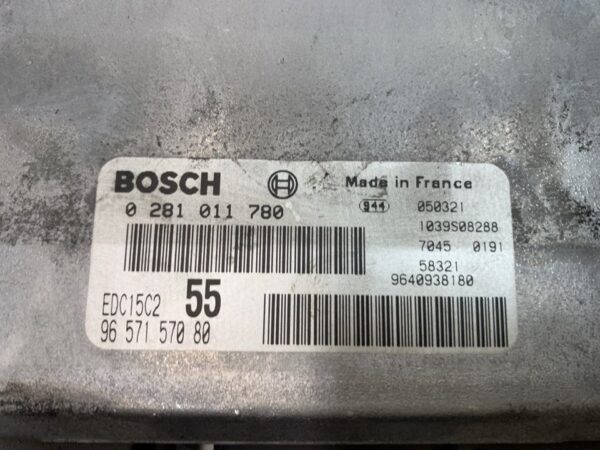 BOSCH Made in France
0 281 011 780 944 050321
1039S08288
7045 0191
58321
9640938180
EDC15C2 55
96 571 570 80